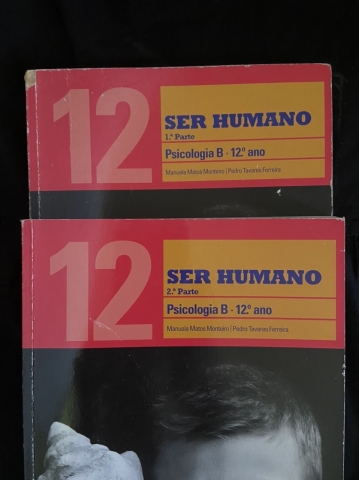 12
SER HUMANO
1.ª Parte
Psicologia B · 12.º ano
Manuela Matos Monteiro | Pedro Tavares Ferreira
12
SER HUMANO
2.ª Parte
Psicologia B · 12.º ano
Manuela Matos Monteiro | Pedro Tavares Ferreira